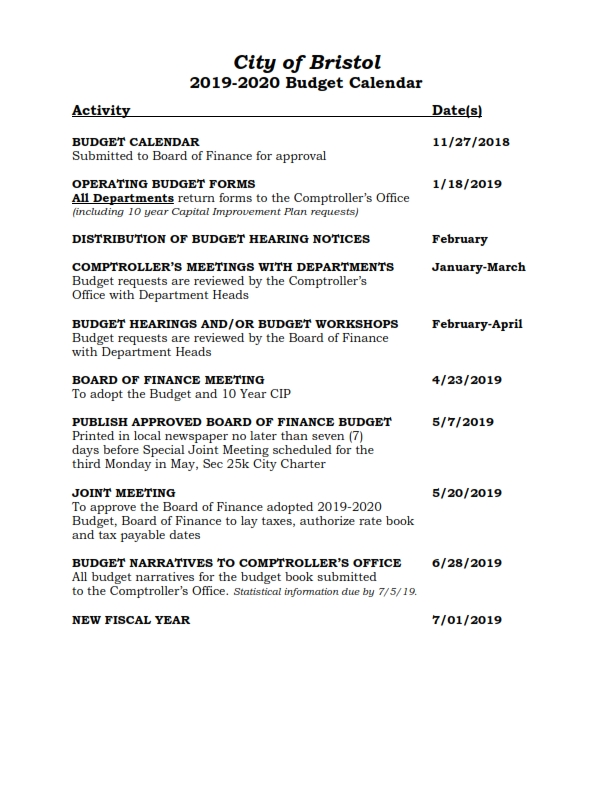 City of Bristol
2019-2020 Budget Calendar
Activity Date(s)
BUDGET CALENDAR 11/27/2018
Submitted to Board of Finance for approval
OPERATING BUDGET FORMS 1/18/2019
All Departments return forms to the Comptroller's Office
(including 10 year Capital Improvement Plan requests)
DISTRIBUTION OF BUDGET HEARING NOTICES February
COMPTROLLER'S MEETINGS WITH DEPARTMENTS January-March
Budget requests are reviewed by the Comptroller's
Office with Department Heads
BUDGET HEARINGS AND/OR BUDGET WORKSHOPS February-April
Budget requests are reviewed by the Board of Finance
with Department Heads
BOARD OF FINANCE MEETING 4/23/2019
To adopt the Budget and 10 Year CIP
PUBLISH APPROVED BOARD OF FINANCE BUDGET 5/7/2019
Printed in local newspaper no later than seven (7)
days before Special Joint Meeting scheduled for the
third Monday in May, Sec 25k City Charter
JOINT MEETING 5/20/2019
To approve the Board of Finance adopted 2019-2020
Budget, Board of Finance to lay taxes, authorize rate book
and tax payable dates
BUDGET NARRATIVES TO COMPTROLLER'S OFFICE 6/28/2019
All budget narratives for the budget book submitted
to the Comptroller's Office. Statistical information due by 7/5/19.
NEW FISCAL YEAR 7/01/2019